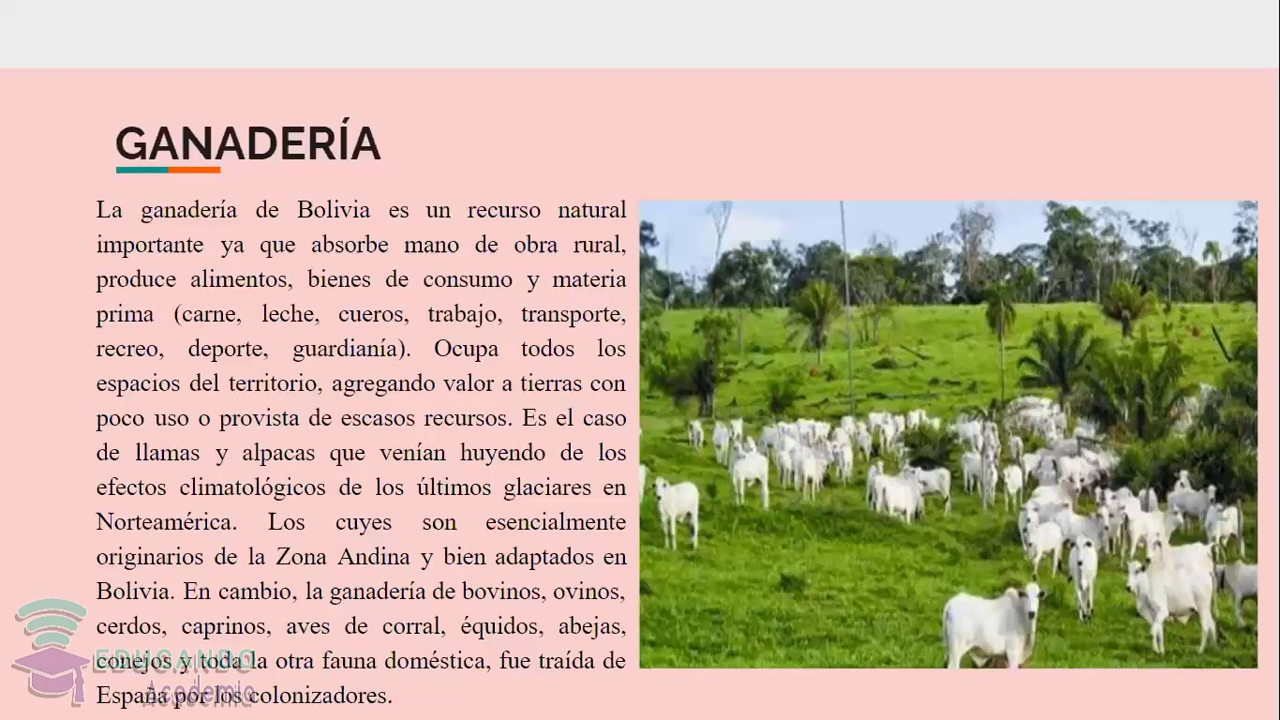 GANADERÍA
La ganadería de Bolivia es un recurso natural
importante ya que absorbe mano de obra rural,
produce alimentos, bienes de consumo y materia
prima (carne, leche, cueros, trabajo, transporte,
recreo, deporte, guardianía). Ocupa todos los
espacios del territorio, agregando valor a tierras con
poco uso o provista de escasos recursos. Es el caso
de llamas y alpacas que venían huyendo de los
efectos climatológicos de los últimos glaciares en
Norteamérica. Los cuyes son esencialmente
originarios de la Zona Andina y bien adaptados en
Bolivia. En cambio, la ganadería de bovinos, ovinos,
cerdos, caprinos, aves de corral, équidos, abejas,
conejos y toda la otra fauna doméstica, fue traída de
España por los colonizadores.
EDUCANDO
Academia